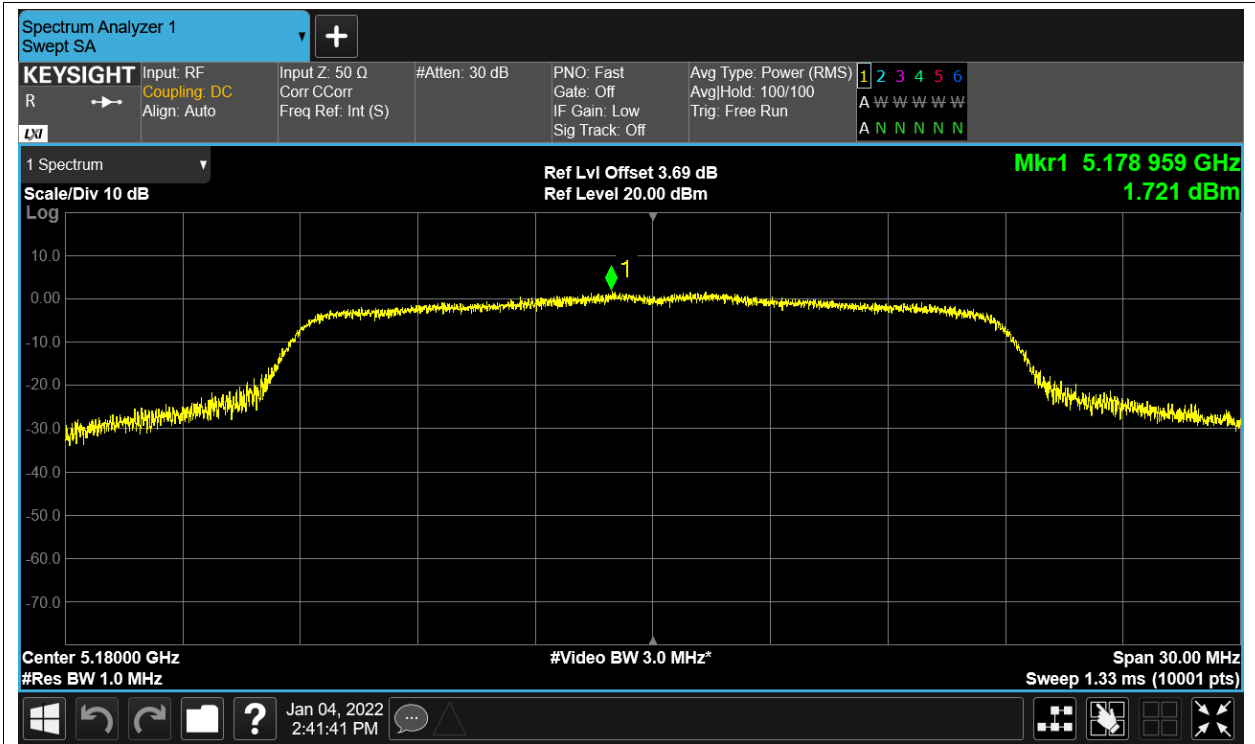 Spectrum Analyzer 1
Swept SA
KEYSIGHT
R
LXI
Input: RF
Coupling: DC
Align: Auto
Input Z: 50 Ω
Corr CCorr
Freq Ref: Int (S)
#Atten: 30 dB
PNO: Fast
Gate: Off
IF Gain: Low
Sig Track: Off
Avg Type: Power (RMS)
Avg|Hold: 100/100
Trig: Free Run
1 2 3 4 5 6
A W W W W W
A N N N N N
1 Spectrum
Scale/Div 10 dB
Ref Lvl Offset 3.69 dB
Ref Level 20.00 dBm
Mkr1 5.178 959 GHz
1.721 dBm
Log
10.0
0.00
-10.0
-20.0
-30.0
-40.0
-50.0
-60.0
-70.0
1
Center 5.18000 GHz
#Res BW 1.0 MHz
#Video BW 3.0 MHz*
Span 30.00 MHz
Sweep 1.33 ms (10001 pts)
?
Jan 04, 2022
2:41:41 PM